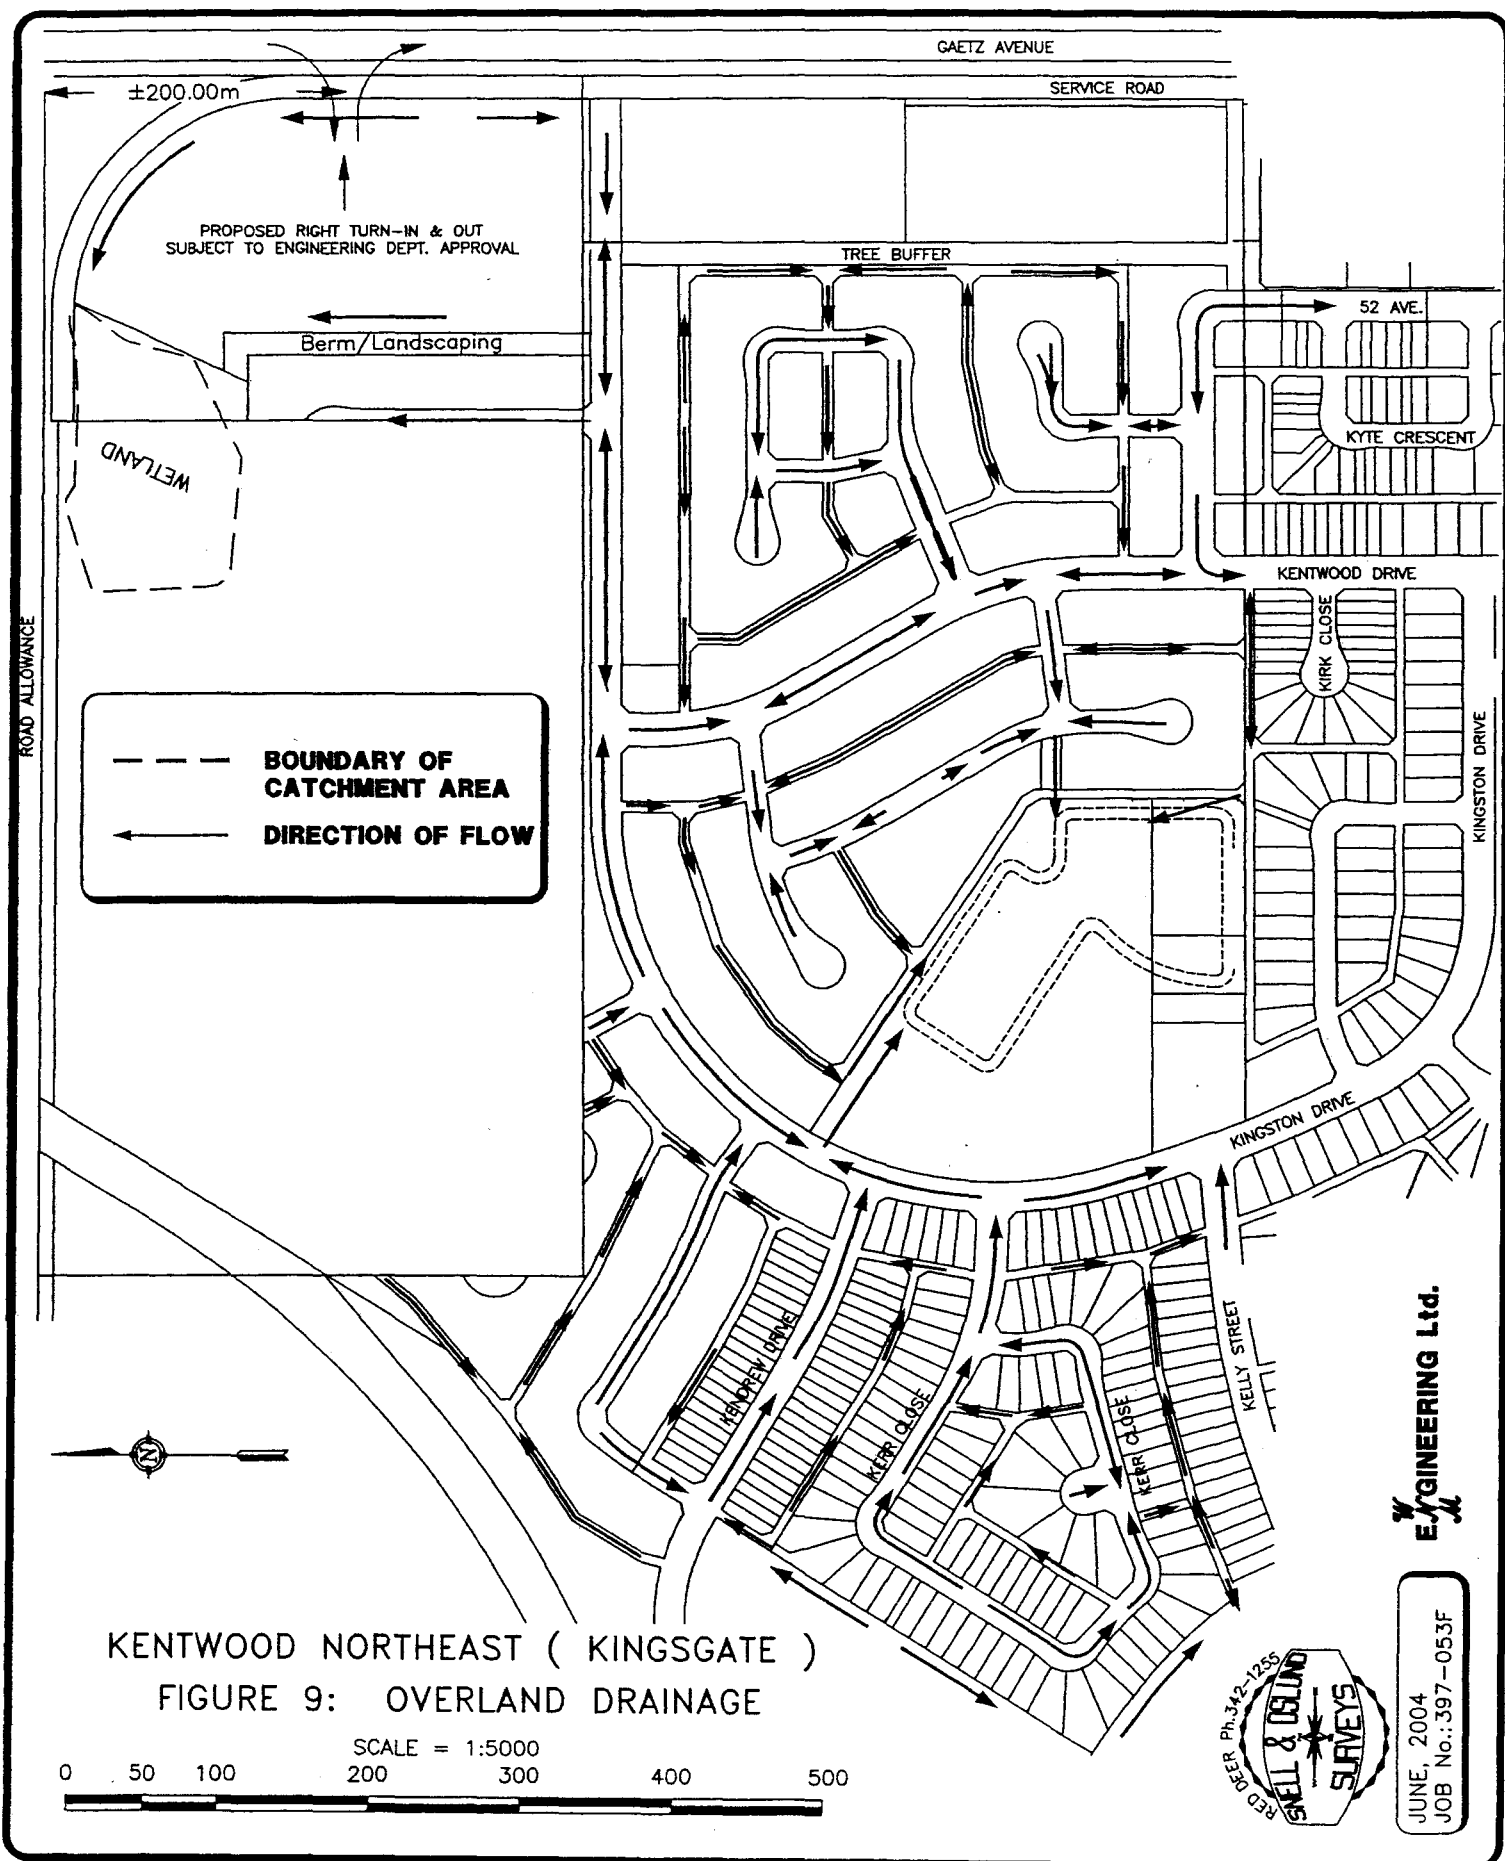 GAETZ AVENUE
±200.00m
SERVICE ROAD
PROPOSED RIGHT TURN-IN & OUT
SUBJECT TO ENGINEERING DEPT. APPROVAL
TREE BUFFER
52 AVE.
Berm/Landscaping
KYTE CRESCENT
WETLAND
KENTWOOD DRIVE
KIRK CLOSE
ROAD ALLOWANCE
KINGSTON DRIVE
BOUNDARY OF
CATCHMENT AREA
DIRECTION OF FLOW
KINGSTON DRIVE
KENDREW DRIVE
KERR CLOSE
KERR CLOSE
KELLY STREET
N
ENGINEERING Ltd.
KENTWOOD NORTHEAST ( KINGSGATE )
FIGURE 9: OVERLAND DRAINAGE
SCALE = 1:5000
0 50 100 200 300 400 500
RED DEER Ph.342-1255
SNELL & OSLUND
SURVEYS
JUNE, 2004
JOB No.:397-053F